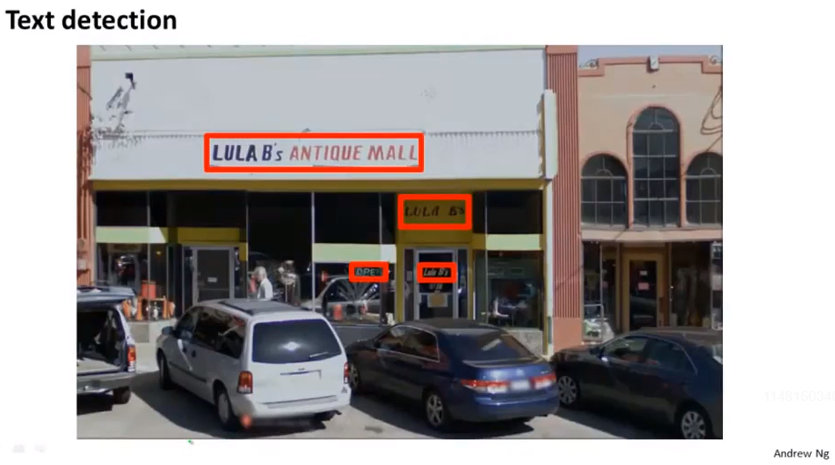 Text detection
LULA B's ANTIQUE MALL
LULA B's
OPEN
Lula B's
Andrew Ng